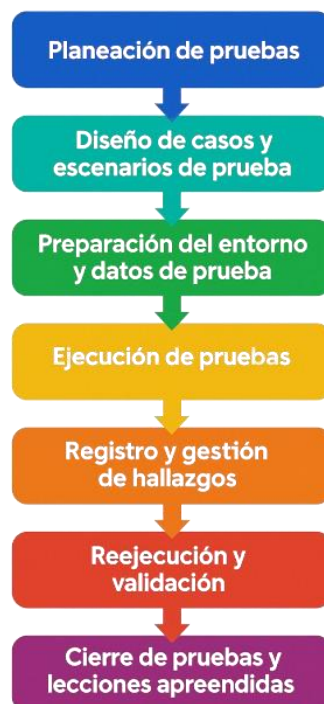 Planeación de pruebas
Diseño de casos y
escenarios de prueba
Preparación del entorno
y datos de prueba
Ejecución de pruebas
Registro y gestión
de hallazgos
Reejecución y
validación
Cierre de pruebas y
lecciones apreendidas